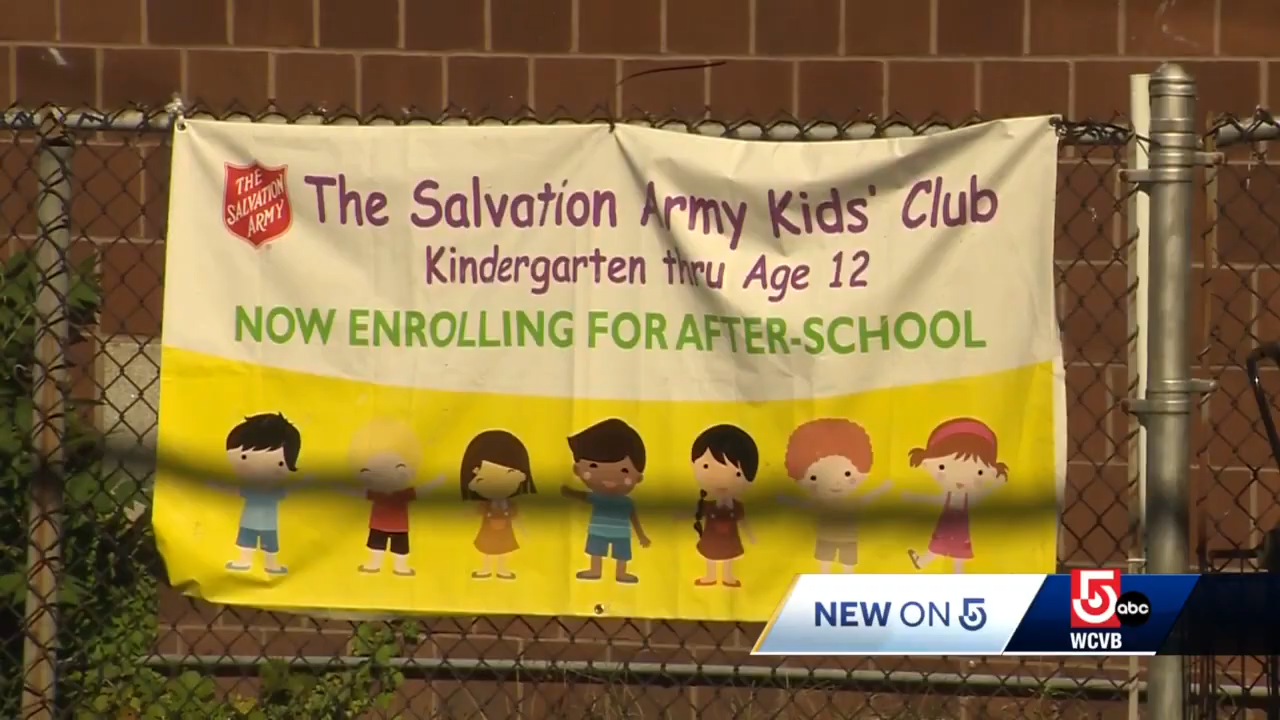 THE
SALVATION
ARMY
The Salvation Army Kids' Club
Kindergarten thru Age 12
NOW ENROLLING FOR AFTER-SCHOOL
NEW ON 5
5
abc
WCVB